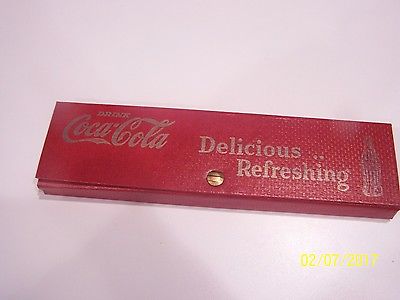 DRINK
Coca-Cola
Delicious
Refreshing
02/07/2017